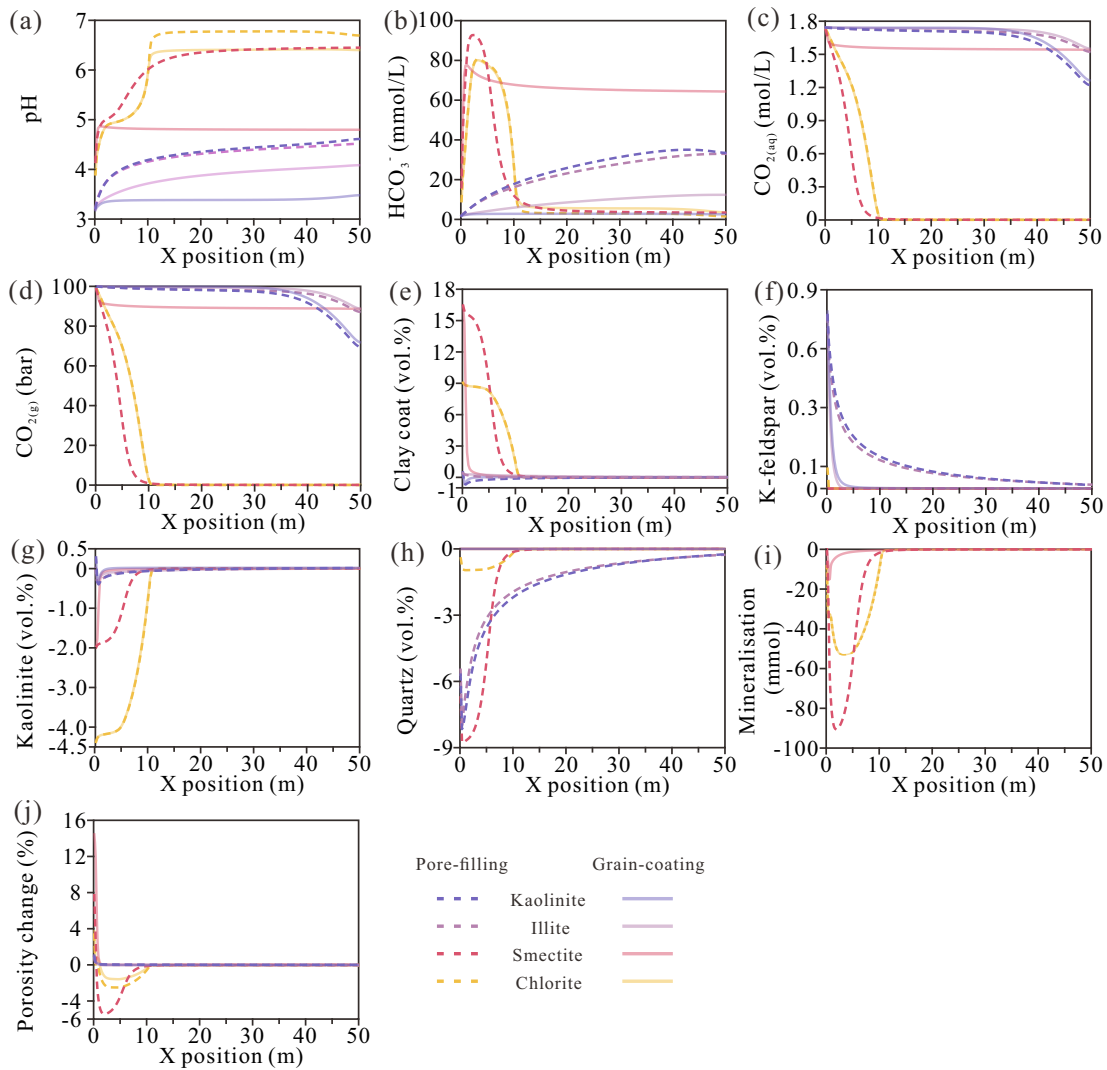 (a)
7
6
5
4
3
pH
0 10 20 30 40 50
X position (m)
(b)
100
80
60
40
20
0
HCO₃⁻ (mmol/L)
0 10 20 30 40 50
X position (m)
(c)
1.8
1.5
1.2
0.9
0.6
0.3
0
CO₂₍aq₎ (mol/L)
0 10 20 30 40 50
X position (m)
(d)
100
80
60
40
20
0
CO₂₍g₎ (bar)
0 10 20 30 40 50
X position (m)
(e)
18
15
12
9
6
3
0
-1
Clay coat (vol.%)
0 10 20 30 40 50
X position (m)
(f)
0.9
0.6
0.3
0.1
0
K-feldspar (vol.%)
0 10 20 30 40 50
X position (m)
(g)
0.5
0
-1.0
-2.0
-3.0
-4.0
-4.5
Kaolinite (vol.%)
0 10 20 30 40 50
X position (m)
(h)
0
-3
-6
-9
Quartz (vol.%)
0 10 20 30 40 50
X position (m)
(i)
0
-20
-40
-60
-80
-100
Mineralisation
(mmol)
0 10 20 30 40 50
X position (m)
(j)
16
12
8
4
0
-4
-6
Porosity change (%)
0 10 20 30 40 50
X position (m)
Pore-filling Grain-coating
Kaolinite
Illite
Smectite
Chlorite